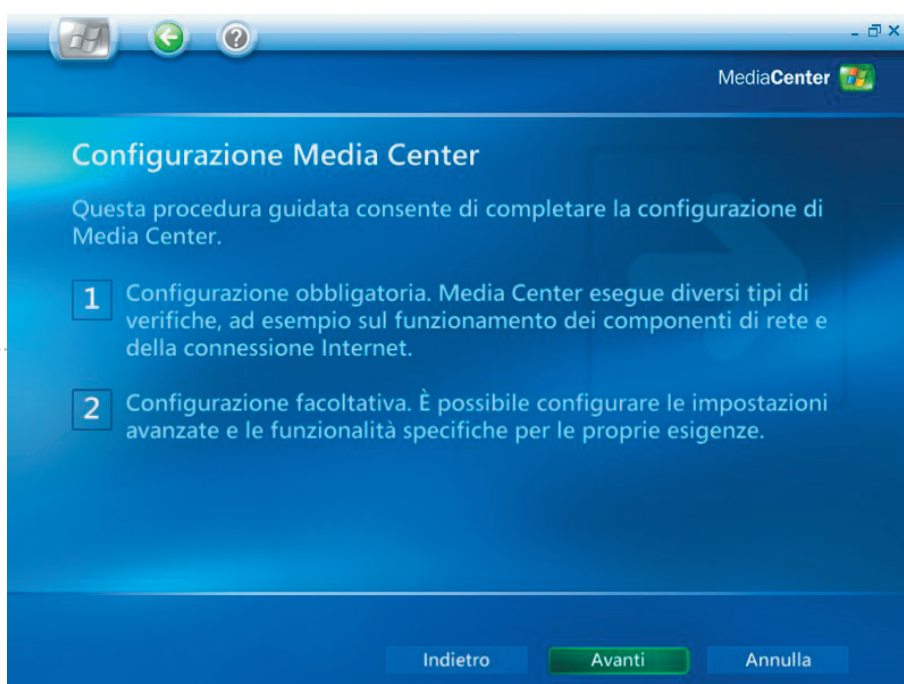 MediaCenter
Configurazione Media Center
Questa procedura guidata consente di completare la configurazione di
Media Center.
1 Configurazione obbligatoria. Media Center esegue diversi tipi di
verifiche, ad esempio sul funzionamento dei componenti di rete e
della connessione Internet.
2 Configurazione facoltativa. È possibile configurare le impostazioni
avanzate e le funzionalità specifiche per le proprie esigenze.
Indietro Avanti Annulla